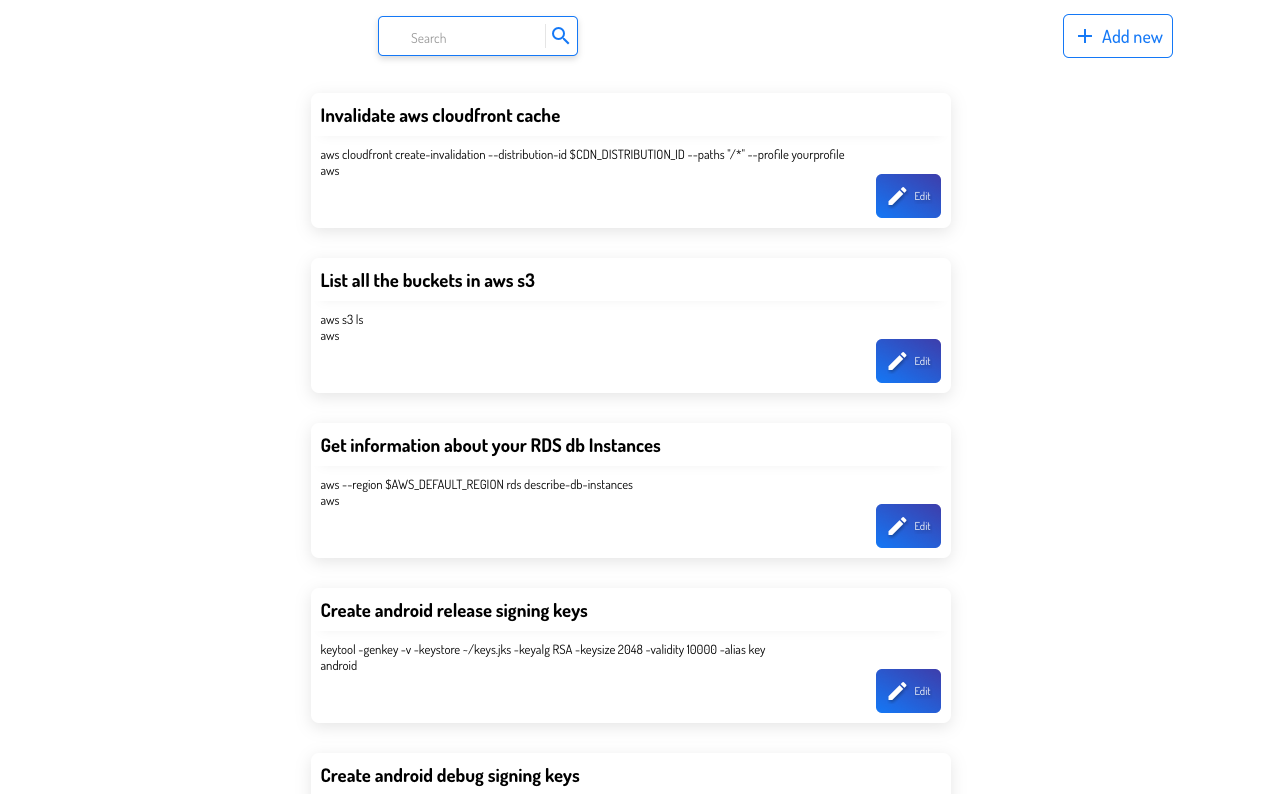 Search
Add new
Invalidate aws cloudfront cache
aws cloudfront create-invalidation --distribution-id $CDN_DISTRIBUTION_ID --paths "/*" --profile yourprofile
aws
Edit
List all the buckets in aws s3
aws s3 ls
aws
Edit
Get information about your RDS db Instances
aws --region $AWS_DEFAULT_REGION rds describe-db-instances
aws
Edit
Create android release signing keys
keytool -genkey -v -keystore ~/keys.jks -keyalg RSA -keysize 2048 -validity 10000 -alias key
android
Edit
Create android debug signing keys